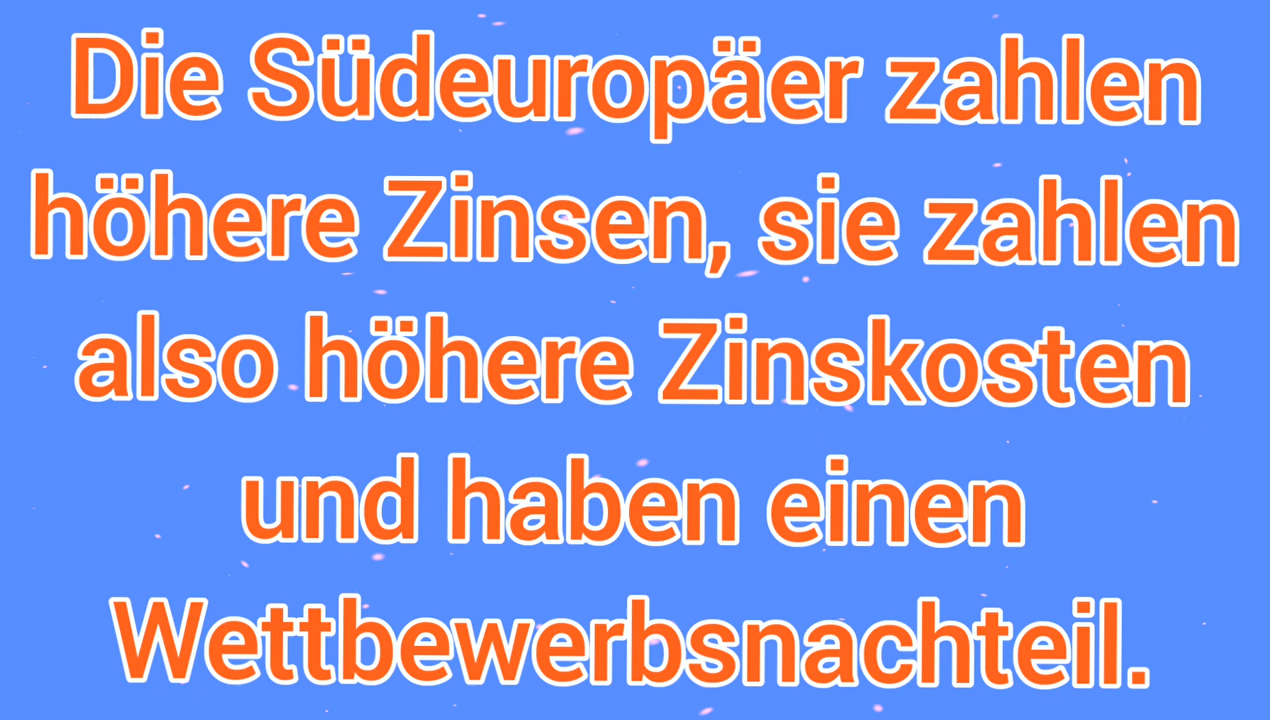 Die Südeuropäer zahlen
höhere Zinsen, sie zahlen
also höhere Zinskosten
und haben einen
Wettbewerbsnachteil.